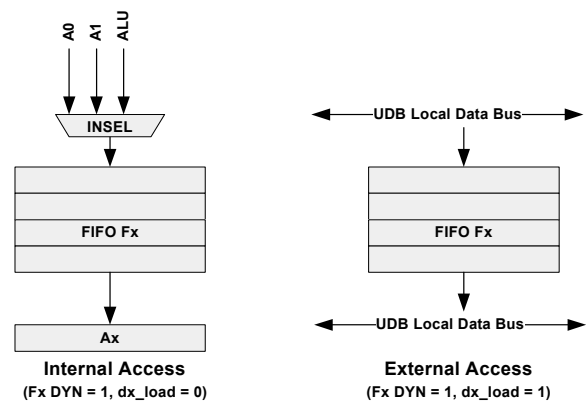 A0
A1
ALU
INSEL
FIFO Fx
Ax
Internal Access
(Fx DYN = 1, dx_load = 0)
UDB Local Data Bus
FIFO Fx
UDB Local Data Bus
External Access
(Fx DYN = 1, dx_load = 1)